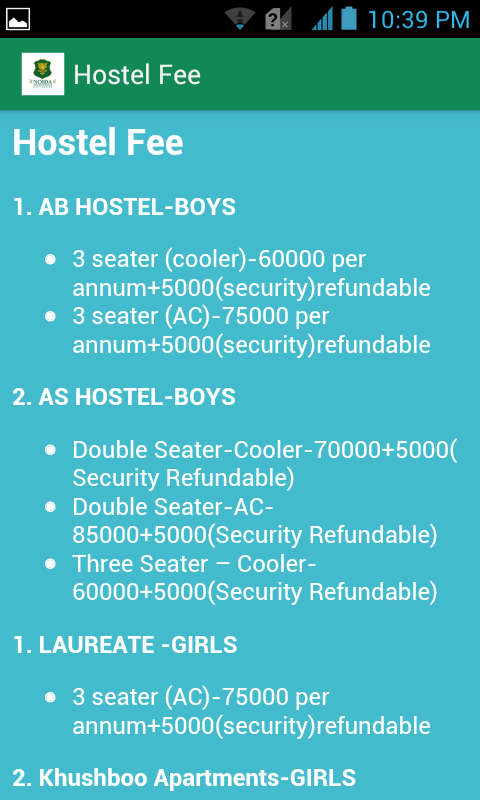 10:39 PM
NOIDA
Hostel Fee
Hostel Fee
1. AB HOSTEL-BOYS
3 seater (cooler)-60000 per
annum+5000(security)refundable
3 seater (AC)-75000 per
annum+5000(security)refundable
2. AS HOSTEL-BOYS
Double Seater-Cooler-70000+5000(
Security Refundable)
Double Seater-AC-
85000+5000(Security Refundable)
Three Seater – Cooler-
60000+5000(Security Refundable)
1. LAUREATE -GIRLS
3 seater (AC)-75000 per
annum+5000(security)refundable
2. Khushboo Apartments-GIRLS